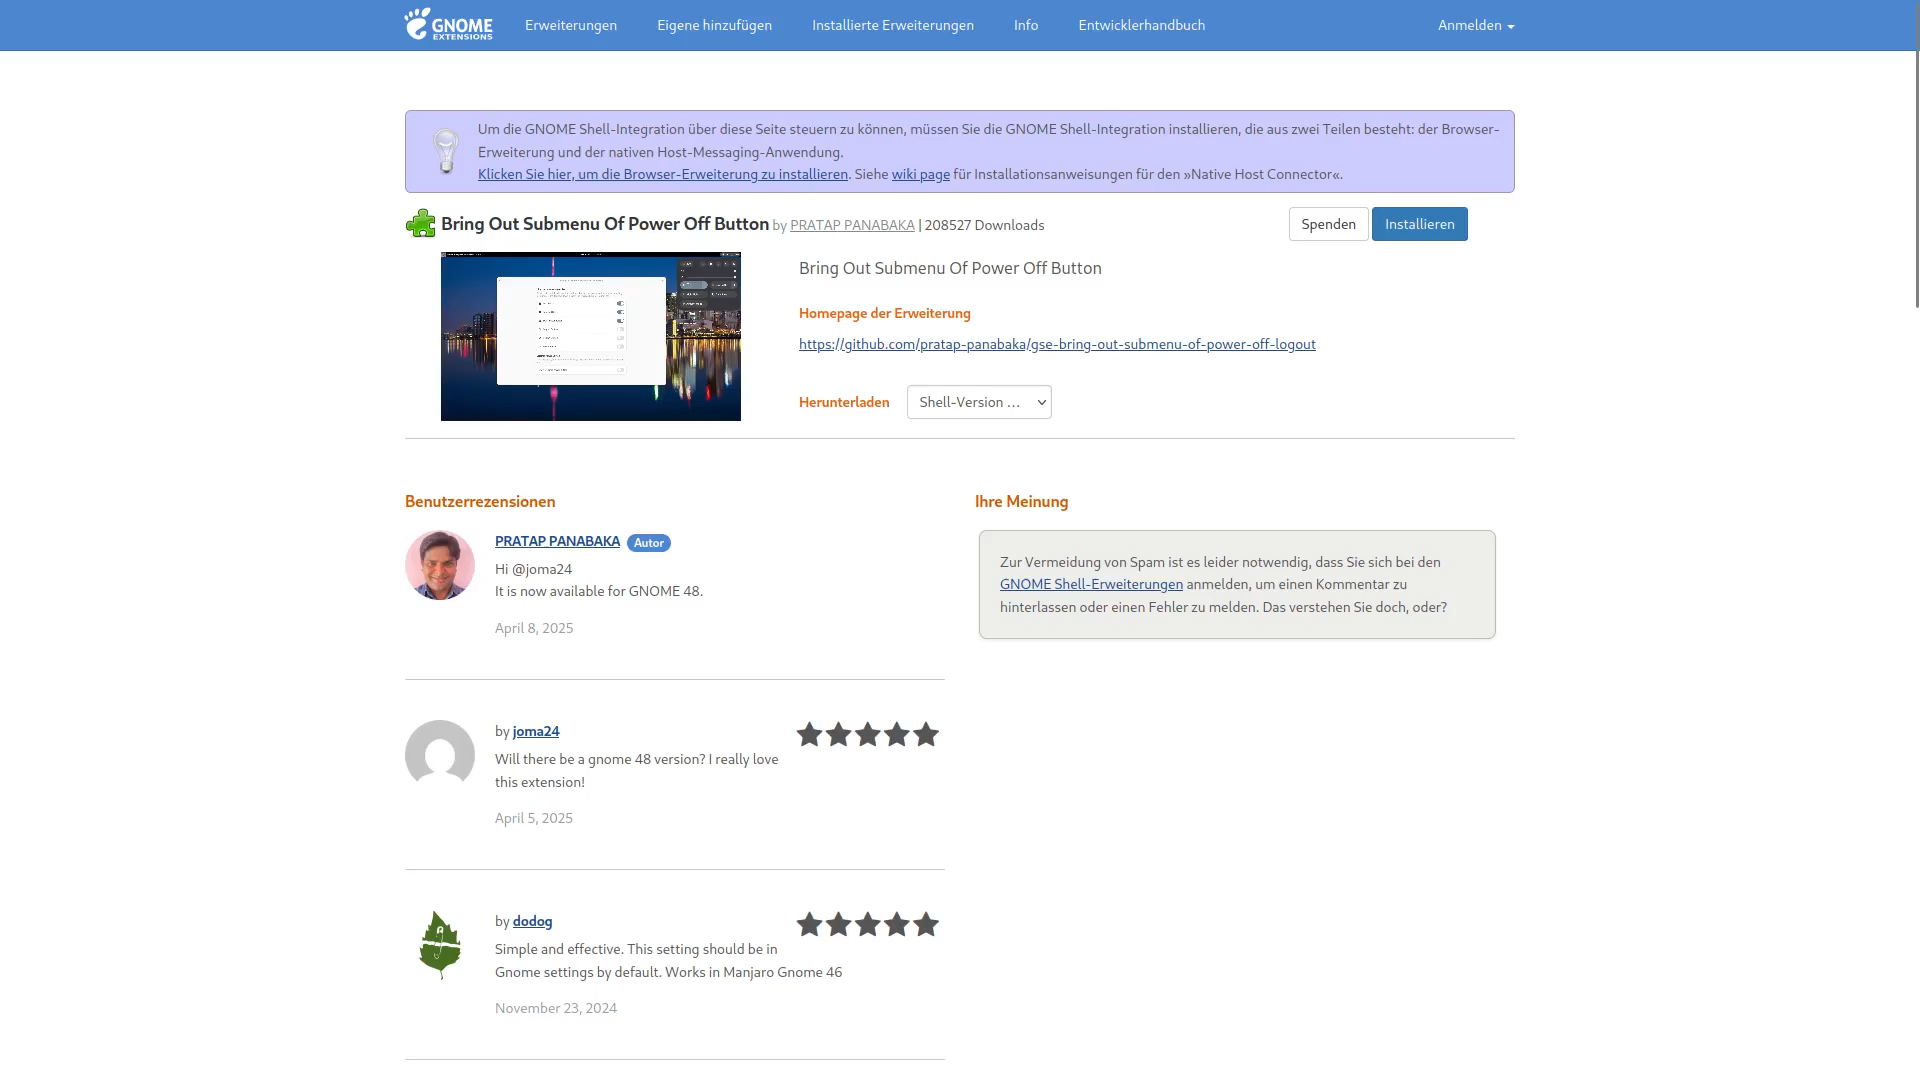 GNOME
EXTENSIONS
Erweiterungen
Eigene hinzufügen
Installierte Erweiterungen
Info
Entwicklerhandbuch
Anmelden
Um die GNOME Shell-Integration über diese Seite steuern zu können, müssen Sie die GNOME Shell-Integration installieren, die aus zwei Teilen besteht: der Browser-
Erweiterung und der nativen Host-Messaging-Anwendung.
Klicken Sie hier, um die Browser-Erweiterung zu installieren. Siehe wiki page für Installationsanweisungen für den »Native Host Connector«.
Bring Out Submenu Of Power Off Button by PRATAP PANABAKA | 208527 Downloads
Spenden
Installieren
Bring Out Submenu Of Power Off Button
Homepage der Erweiterung
https://github.com/pratap-panabaka/gse-bring-out-submenu-of-power-off-logout
Herunterladen
Shell-Version ...
Benutzerrezensionen
PRATAP PANABAKA Autor
Hi @joma24
It is now available for GNOME 48.
April 8, 2025
by joma24
Will there be a gnome 48 version? I really love
this extension!
April 5, 2025
by dodog
Simple and effective. This setting should be in
Gnome settings by default. Works in Manjaro Gnome 46
November 23, 2024
Ihre Meinung
Zur Vermeidung von Spam ist es leider notwendig, dass Sie sich bei den
GNOME Shell-Erweiterungen anmelden, um einen Kommentar zu
hinterlassen oder einen Fehler zu melden. Das verstehen Sie doch, oder?